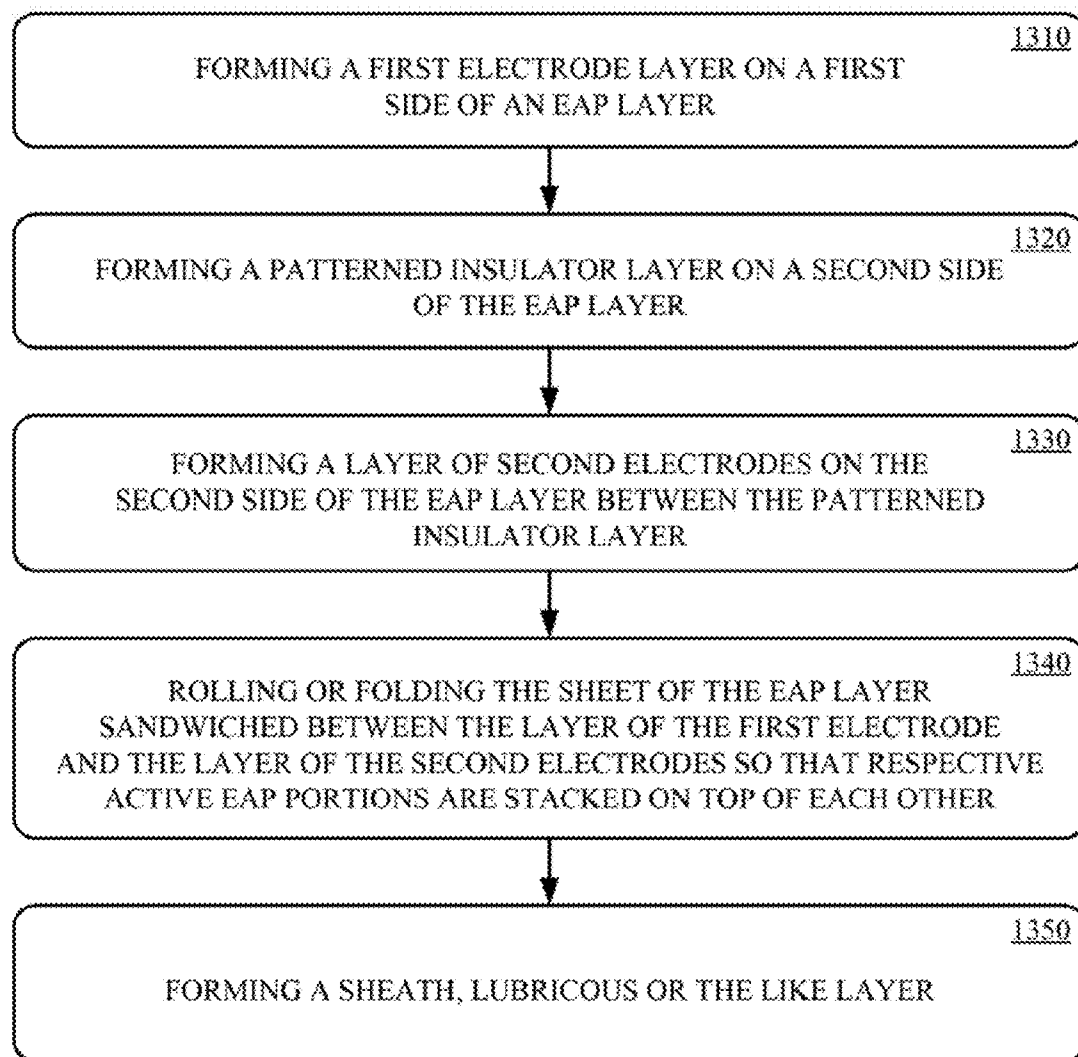 1310
FORMING A FIRST ELECTRODE LAYER ON A FIRST
SIDE OF AN EAP LAYER
1320
FORMING A PATTERNED INSULATOR LAYER ON A SECOND SIDE
OF THE EAP LAYER
1330
FORMING A LAYER OF SECOND ELECTRODES ON THE
SECOND SIDE OF THE EAP LAYER BETWEEN THE PATTERNED
INSULATOR LAYER
1340
ROLLING OR FOLDING THE SHEET OF THE EAP LAYER
SANDWICHED BETWEEN THE LAYER OF THE FIRST ELECTRODE
AND THE LAYER OF THE SECOND ELECTRODES SO THAT RESPECTIVE
ACTIVE EAP PORTIONS ARE STACKED ON TOP OF EACH OTHER
1350
FORMING A SHEATH, LUBRICOUS OR THE LIKE LAYER